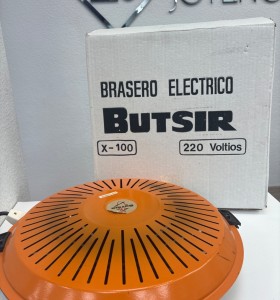 BRASERO ELECTRICO
BUTSIR
X-100
220 Voltios